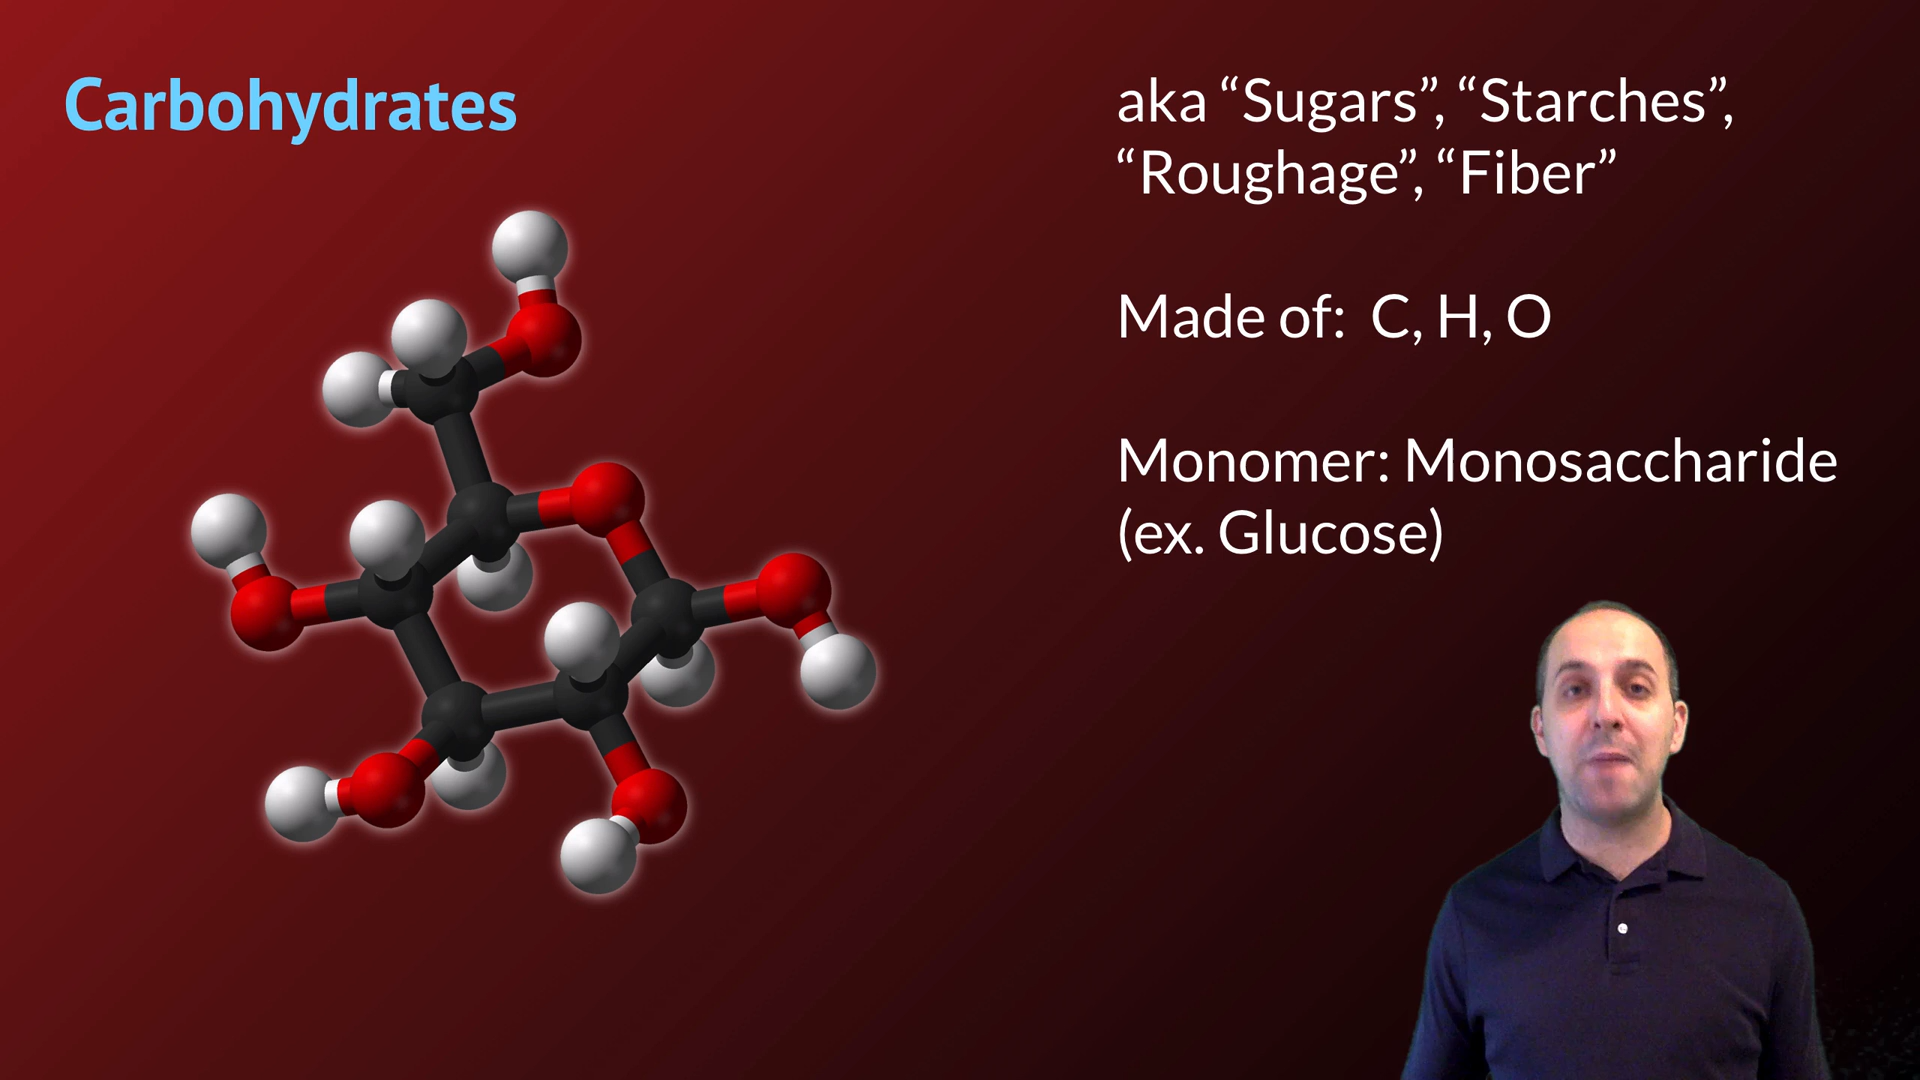 Carbohydrates
aka “Sugars”, “Starches”,
“Roughage”, “Fiber”
Made of:  C, H, O
Monomer: Monosaccharide
(ex. Glucose)